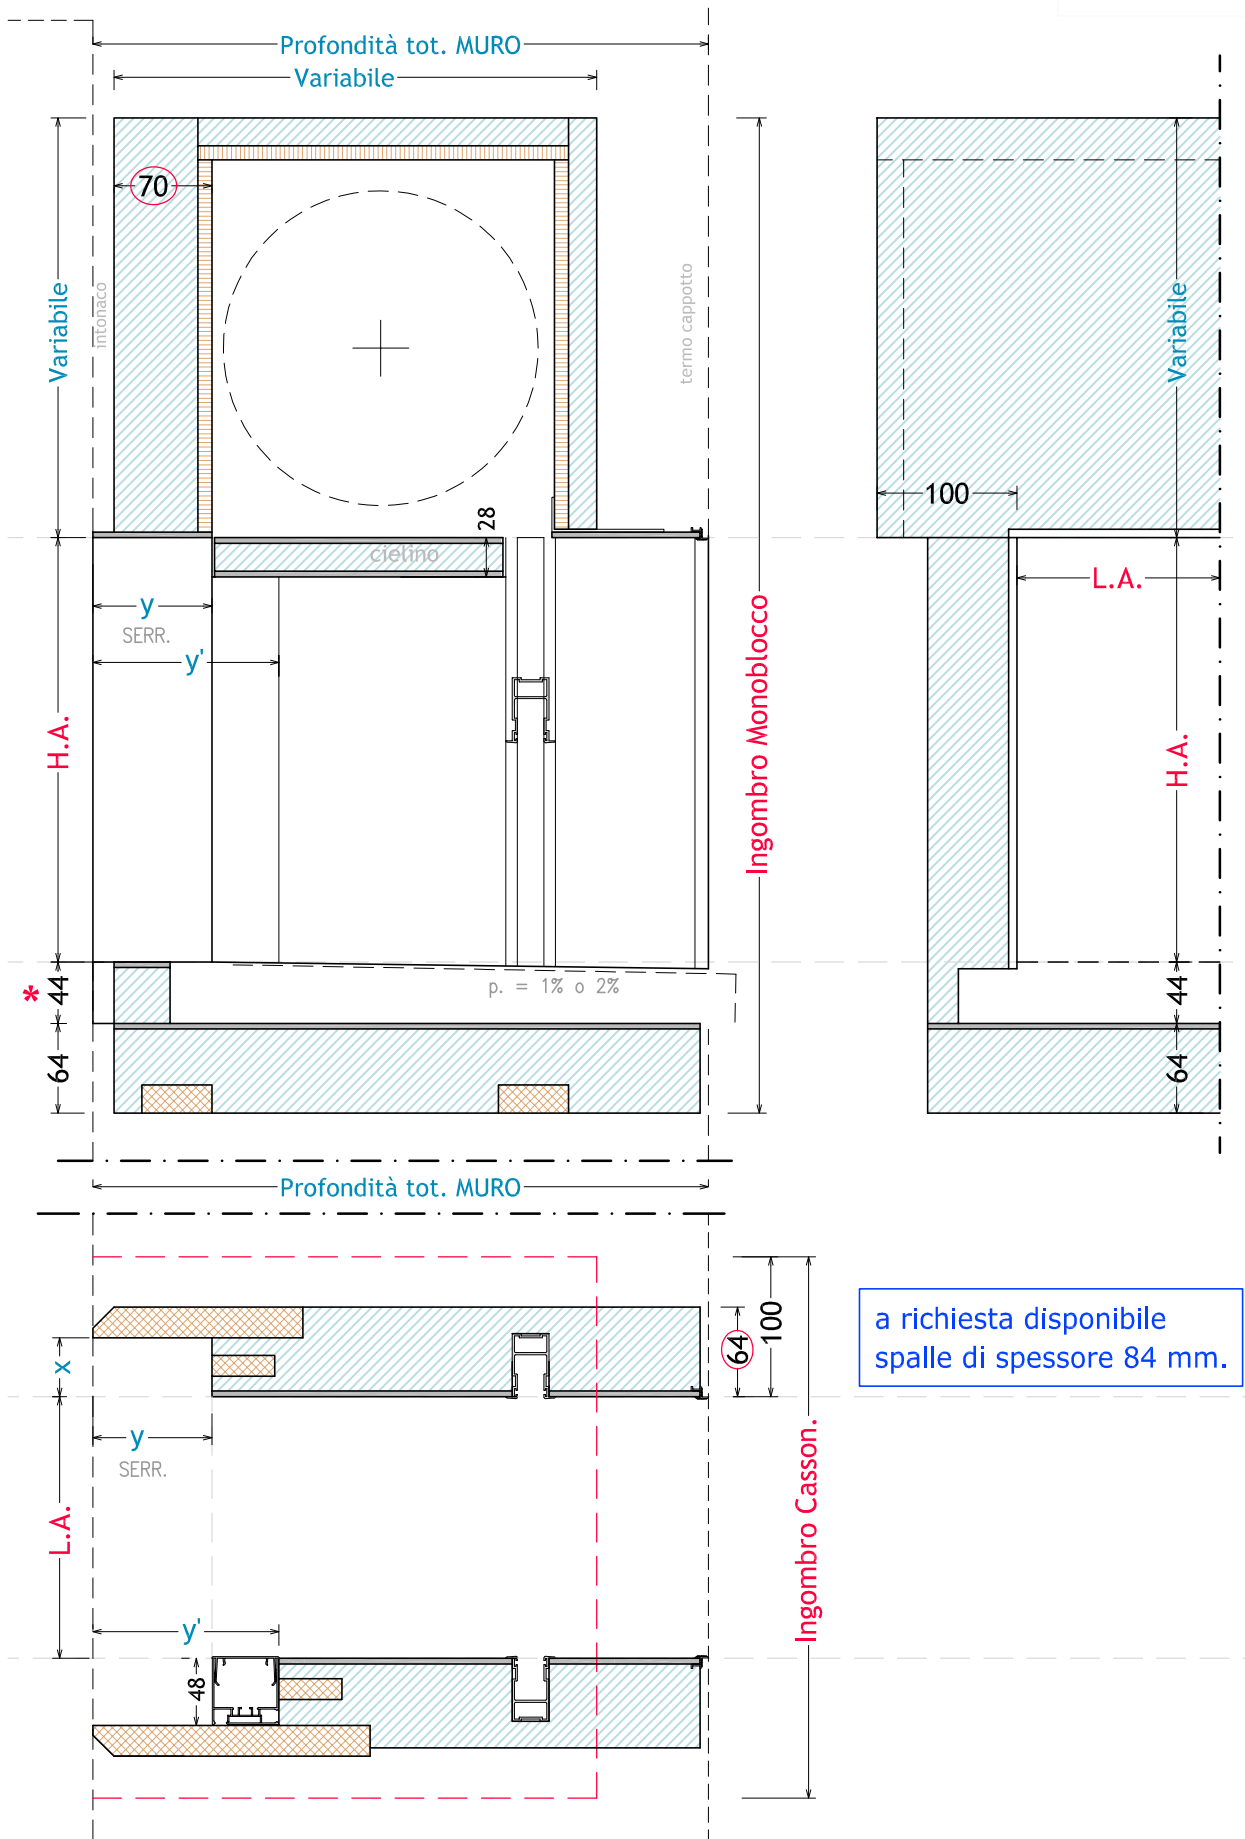 Profondità tot. MURO
Variabile
70
Variabile
intonaco
termo cappotto
Variabile
100
28
cielino
L.A.
y
SERR.
y'
H.A.
Ingombro Monoblocco
H.A.
* 44
p. = 1% o 2%
44
64
64
Profondità tot. MURO
100
64
x
a richiesta disponibile
spalle di spessore 84 mm.
y
SERR.
L.A.
Ingombro Casson.
y'
48